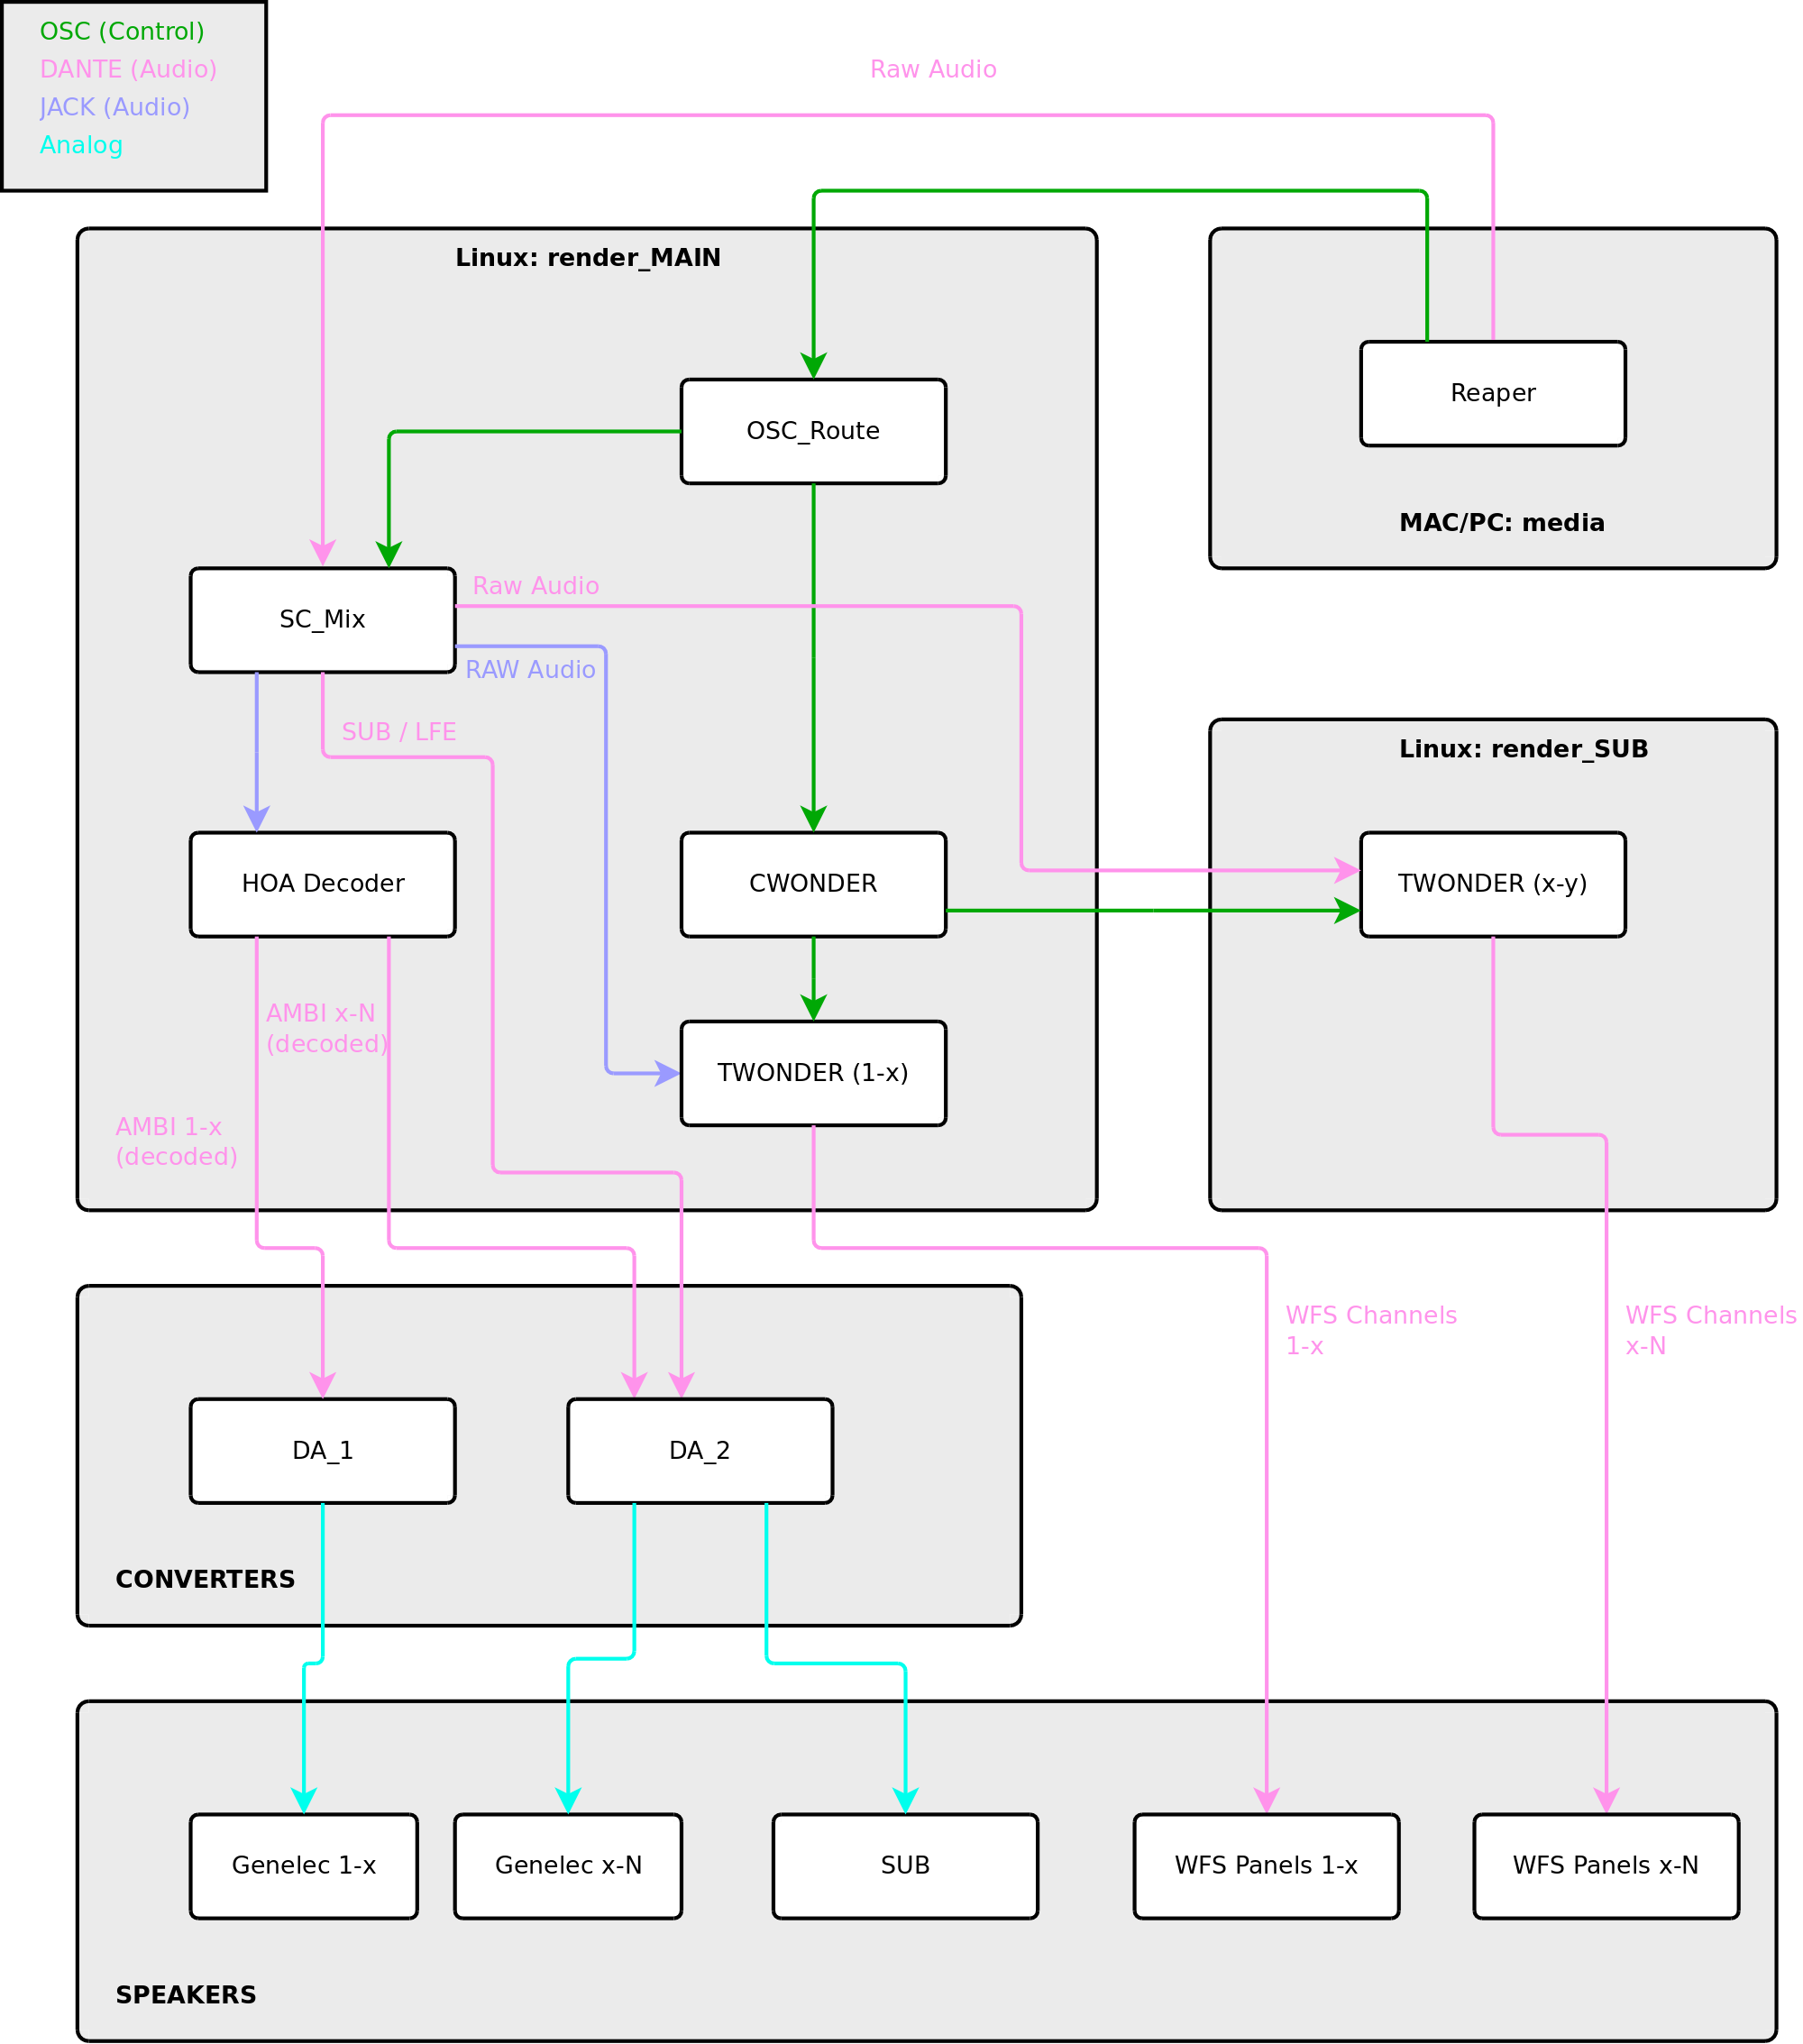 OSC (Control)
DANTE (Audio)
JACK (Audio)
Analog
Raw Audio
Linux: render_MAIN
OSC_Route
Reaper
MAC/PC: media
SC_Mix
Raw Audio
RAW Audio
SUB / LFE
Linux: render_SUB
HOA Decoder
CWONDER
TWONDER (x-y)
AMBI x-N
(decoded)
TWONDER (1-x)
AMBI 1-x
(decoded)
WFS Channels
1-x
WFS Channels
x-N
DA_1
DA_2
CONVERTERS
Genelec 1-x
Genelec x-N
SUB
WFS Panels 1-x
WFS Panels x-N
SPEAKERS